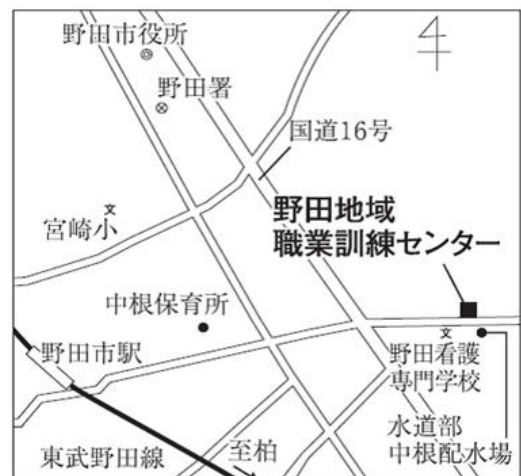 野田市役所
野田署
国道16号
野田地域
職業訓練センター
文
宮崎小
中根保育所
野田市駅
文
野田看護
専門学校
水道部
中根配水場
東武野田線
至柏